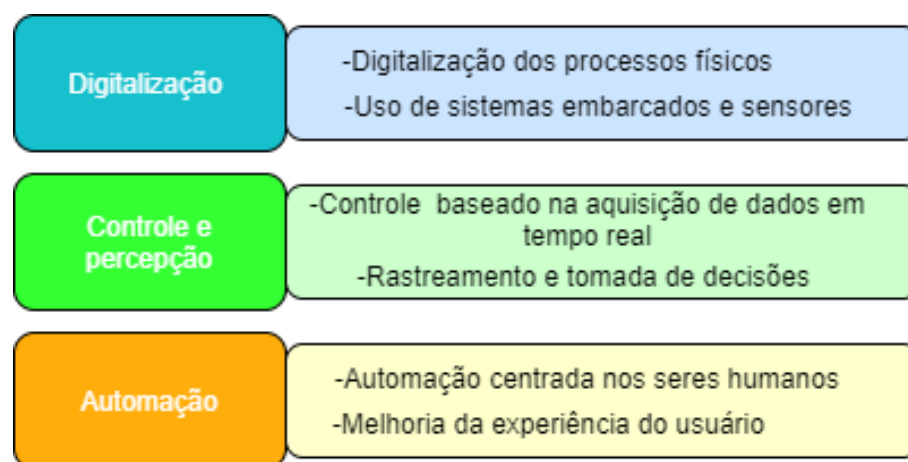 Digitalização
-Digitalização dos processos físicos
-Uso de sistemas embarcados e sensores
Controle e
percepção
-Controle baseado na aquisição de dados em
tempo real
-Rastreamento e tomada de decisões
Automação
-Automação centrada nos seres humanos
-Melhoria da experiência do usuário